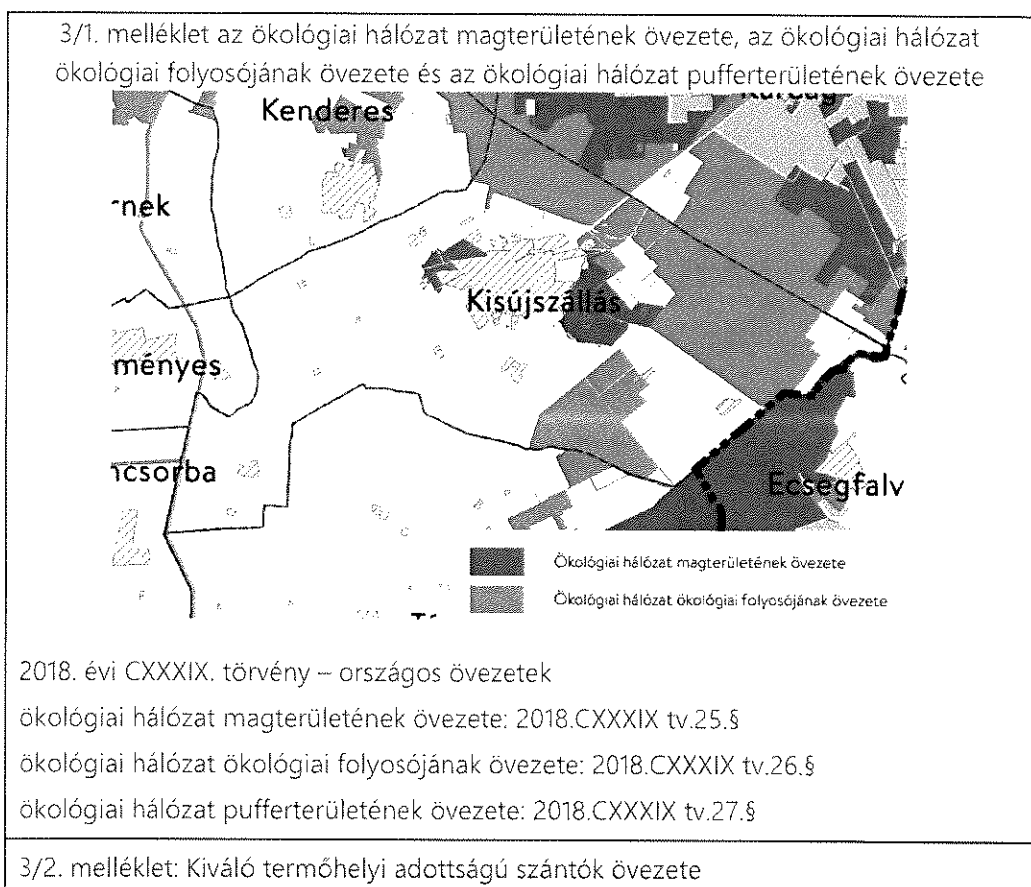 3/1. melléklet az ökológiai hálózat magterületének övezete, az ökológiai hálózat
ökológiai folyosójának övezete és az ökológiai hálózat pufferterületének övezete
Kenderes
Kisújszállás
ményes
Ecsegfalv
Ökológiai hálózat magterületének övezete
Ökológiai hálózat ökológiai folyosójának övezete
2018. évi CXXXIX. törvény – országos övezetek
ökológiai hálózat magterületének övezete: 2018.CXXXIX tv.25.§
ökológiai hálózat ökológiai folyosójának övezete: 2018.CXXXIX tv.26.§
ökológiai hálózat pufferterületének övezete: 2018.CXXXIX tv.27.§
3/2. melléklet: Kiváló termőhelyi adottságú szántók övezete